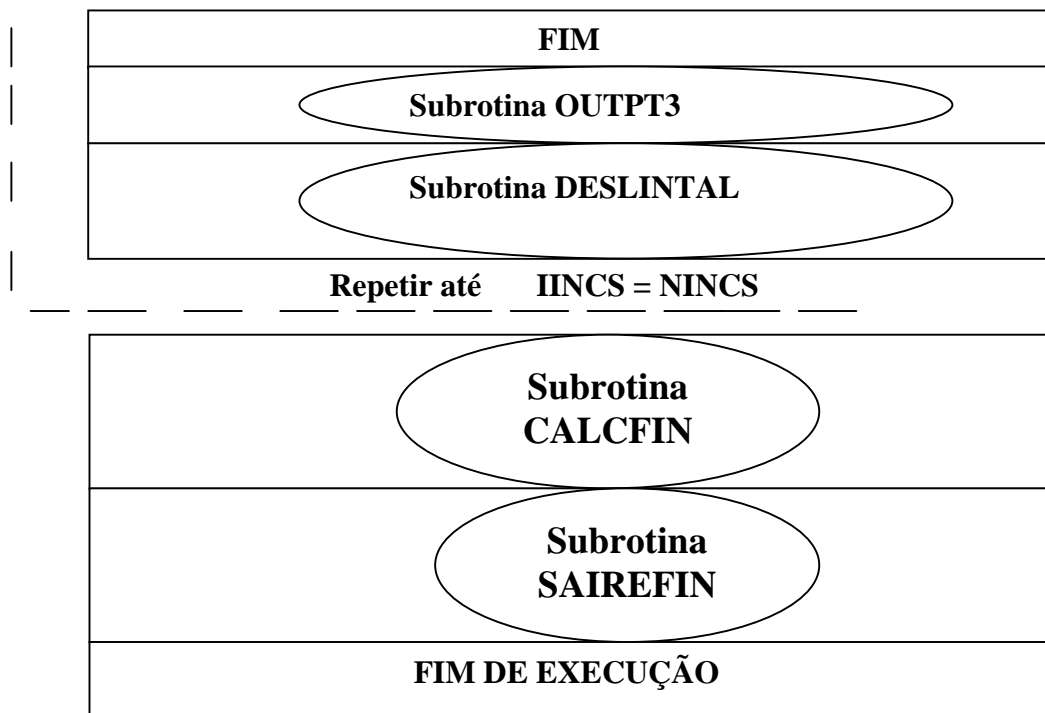 FIM
Subrotina OUTPT3
Subrotina DESLINTAL
Repetir até IINCS = NINCS
Subrotina
CALCFIN
Subrotina
SAIREFIN
FIM DE EXECUÇÃO